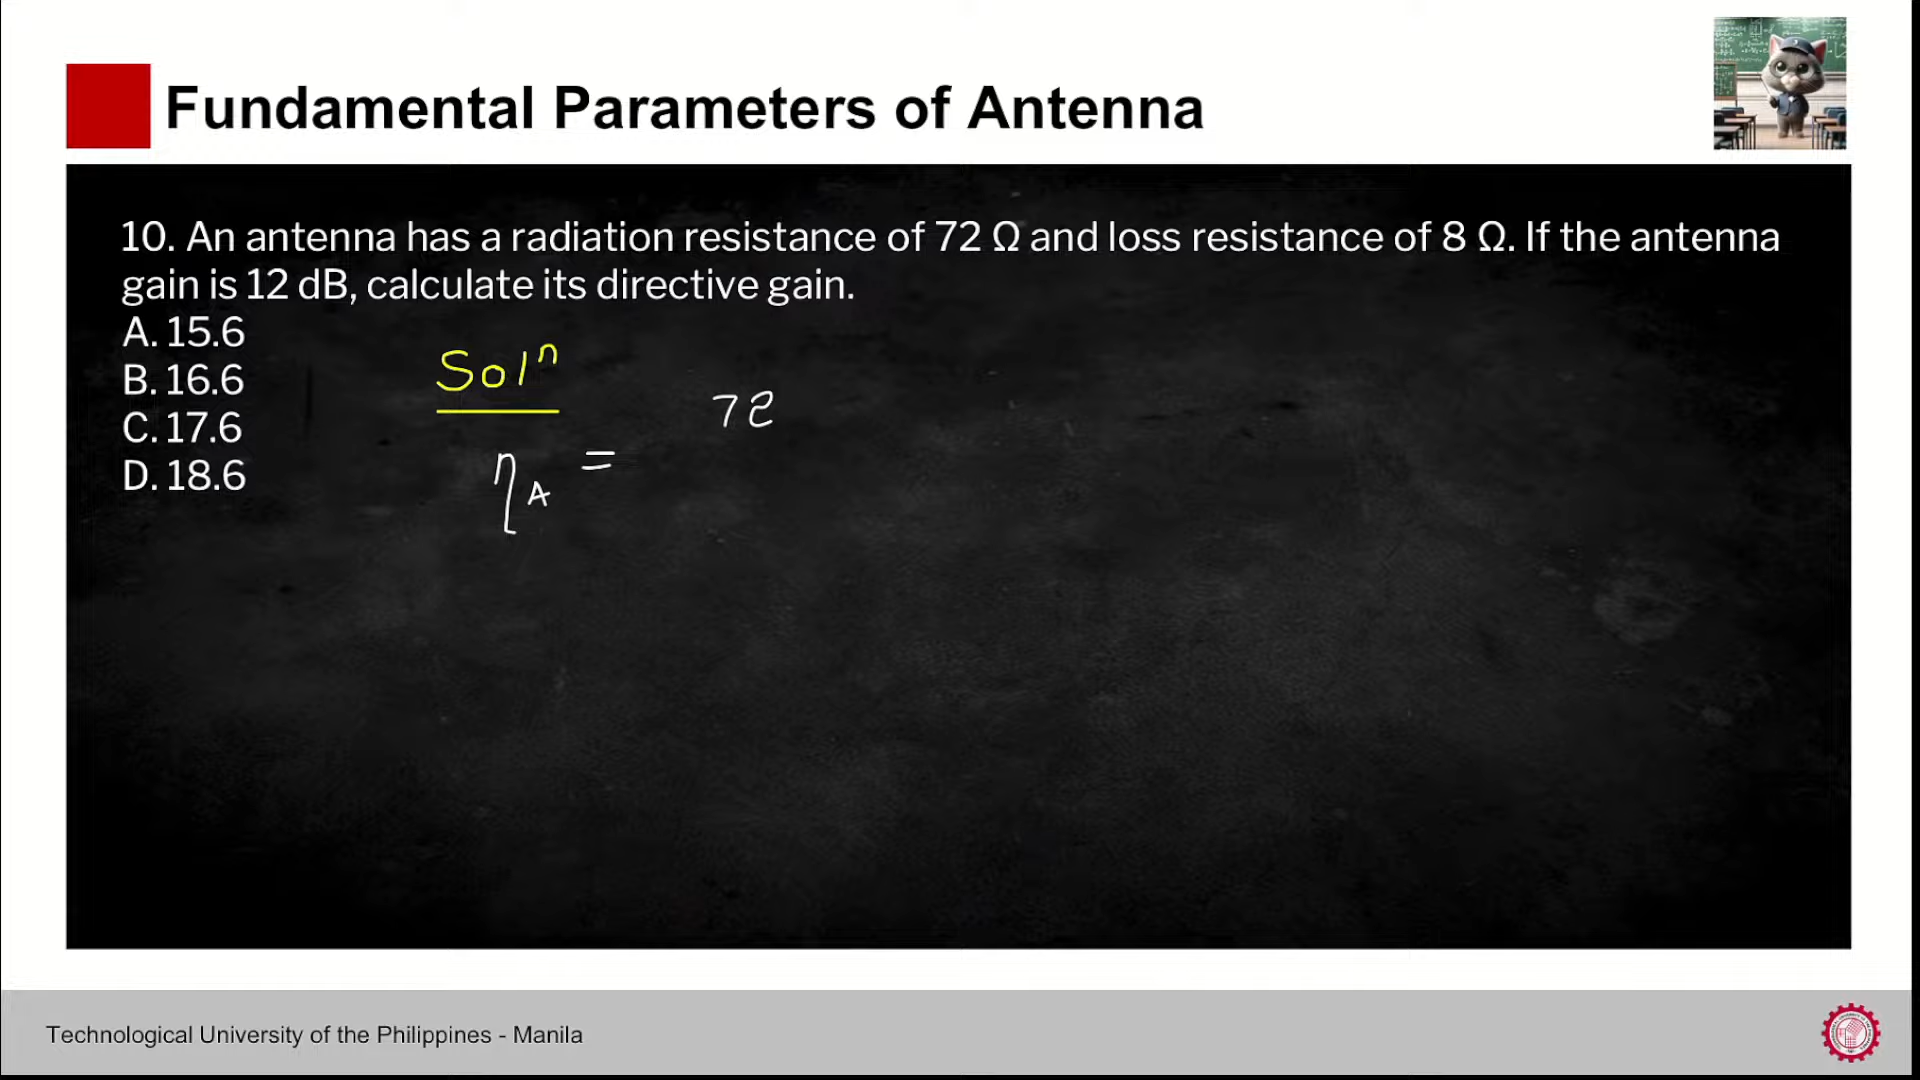 Fundamental Parameters of Antenna
10. An antenna has a radiation resistance of 72 Ω and loss resistance of 8 Ω. If the antenna
gain is 12 dB, calculate its directive gain.
A. 15.6
B. 16.6
C. 17.6
D. 18.6
Solⁿ
72
η_A =
Technological University of the Philippines - Manila